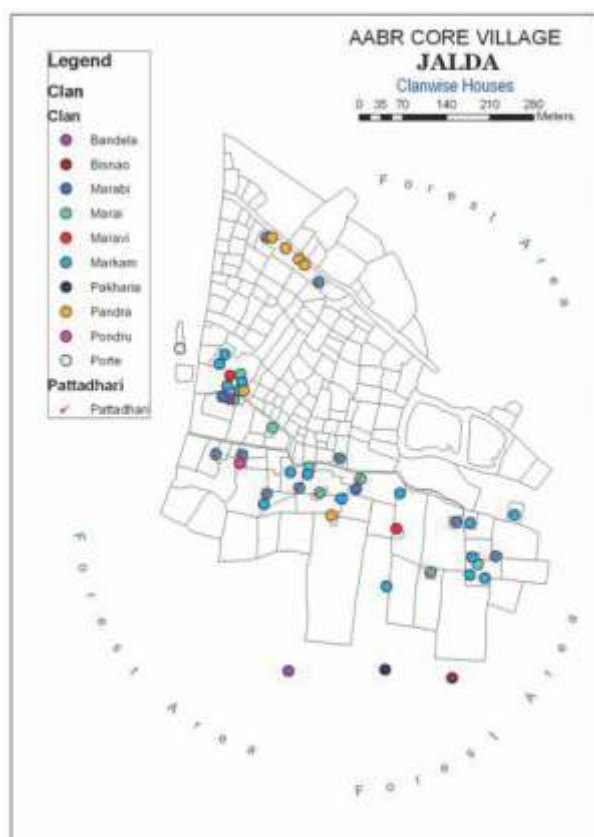 AABR CORE VILLAGE
JALDA
Clanwise Houses
0 35 70 140 210 280
Meters
Legend
Clan
Clan
Bandela
Bisnao
Marabi
Marai
Maravi
Markam
Pakharia
Pandra
Pondru
Porte
Pattadhari
Pattadhari
Forest Area
Forest Area
Forest Area